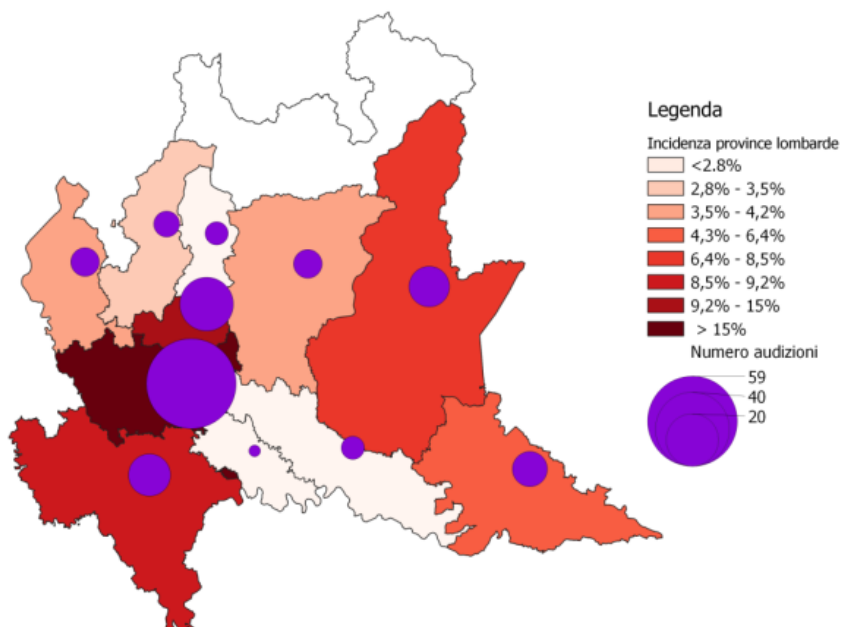 Legenda
Incidenza province lombarde
<2.8%
2,8% - 3,5%
3,5% - 4,2%
4,3% - 6,4%
6,4% - 8,5%
8,5% - 9,2%
9,2% - 15%
> 15%
Numero audizioni
59
40
20